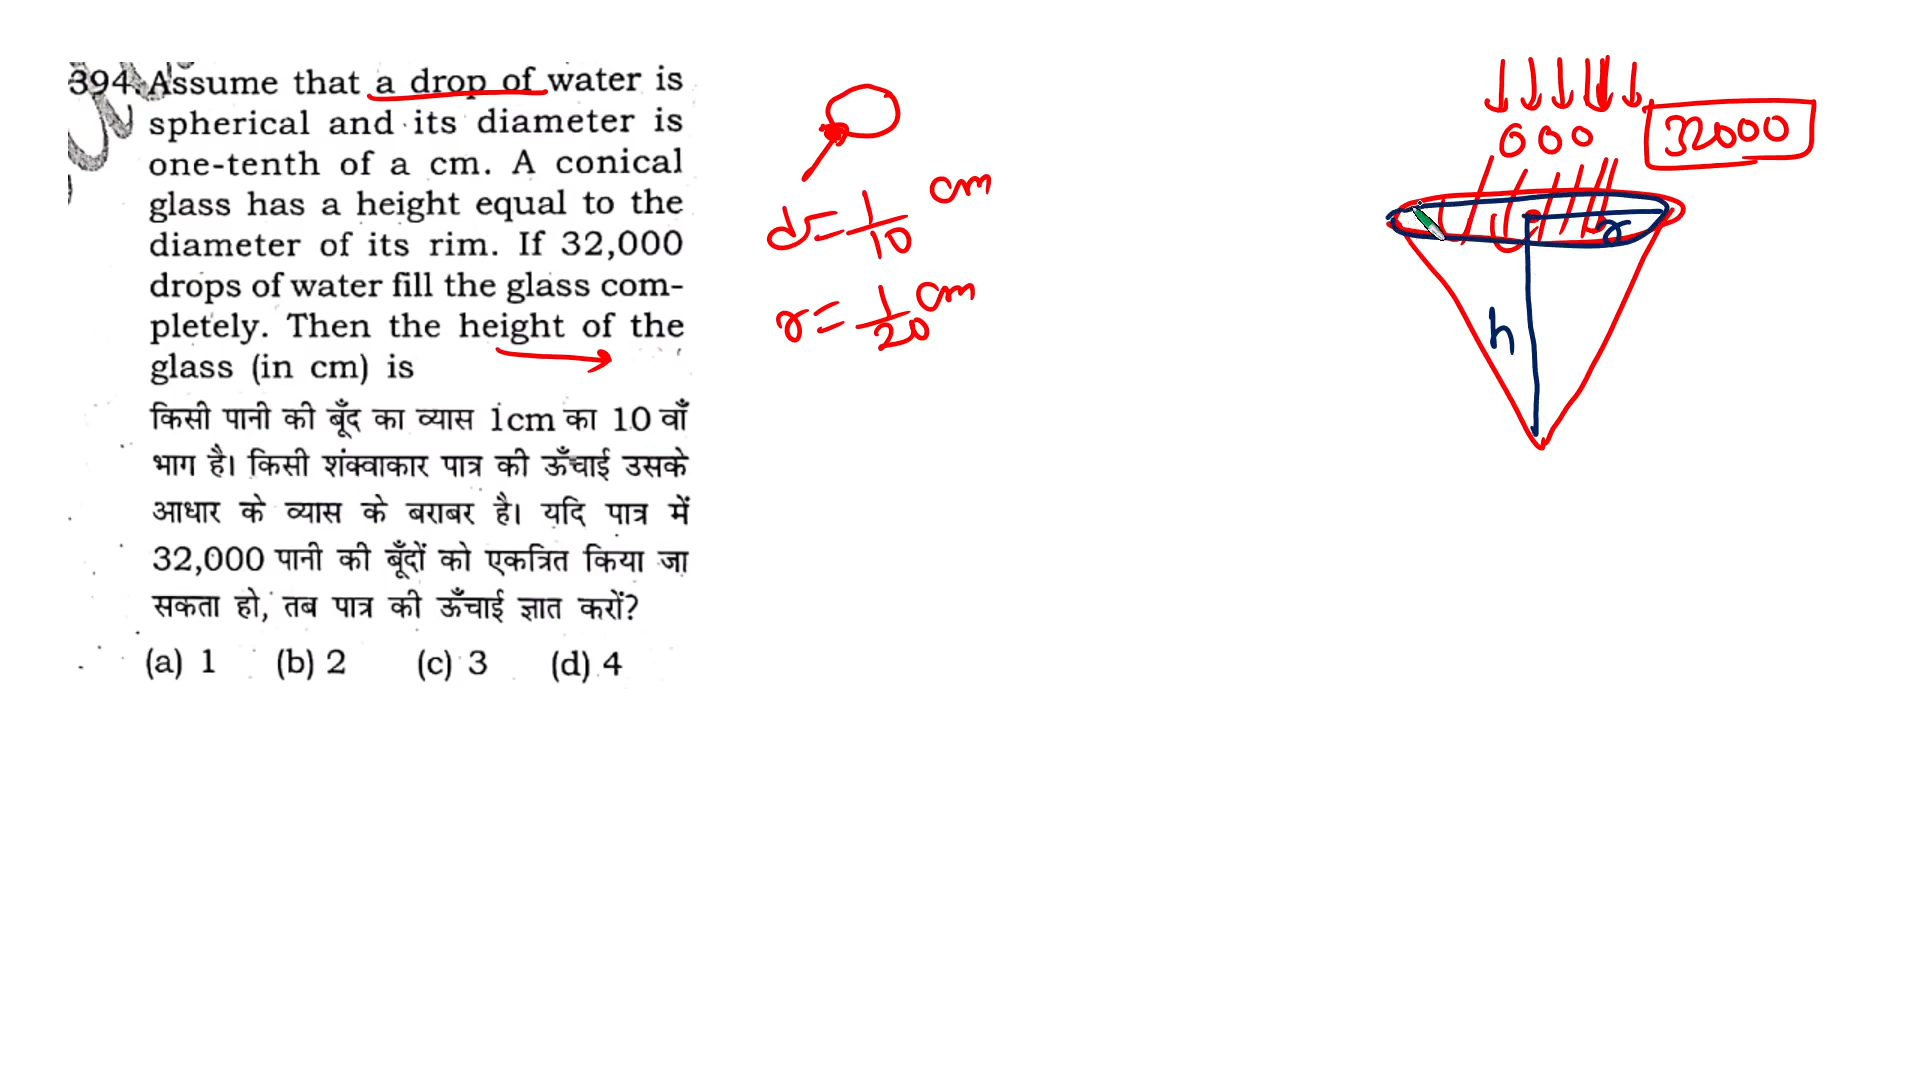 394. Assume that a drop of water is
spherical and its diameter is
one-tenth of a cm. A conical
glass has a height equal to the
diameter of its rim. If 32,000
drops of water fill the glass com-
pletely. Then the height of the
glass (in cm) is
किसी पानी की बूँद का व्यास 1cm का 10 वाँ
भाग है। किसी शंक्वाकार पात्र की ऊँचाई उसके
आधार के व्यास के बराबर है। यदि पात्र में
32,000 पानी की बूँदों को एकत्रित किया जा
सकता हो, तब पात्र की ऊँचाई ज्ञात करों?
(a) 1 (b) 2 (c) 3 (d) 4
d = 1/10 cm
r = 1/20 cm
32000
r
h